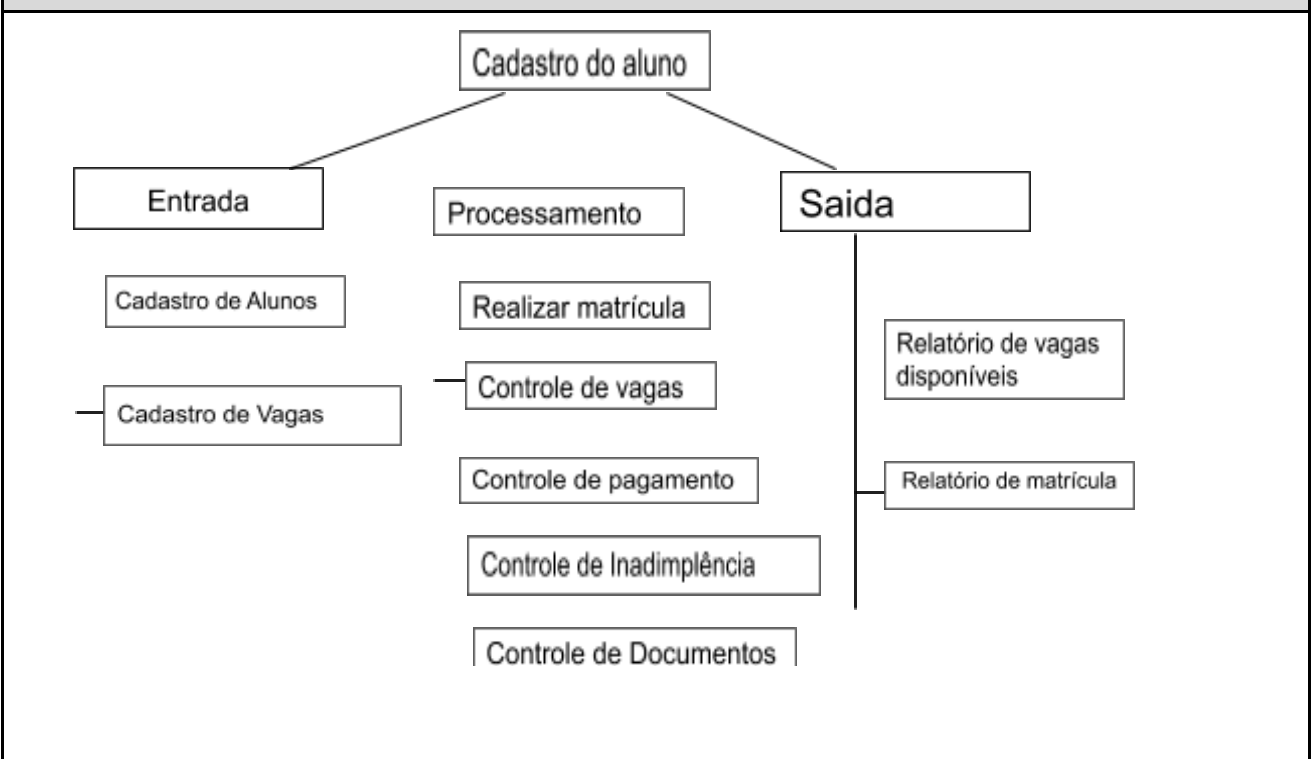 Cadastro do aluno
Entrada
Processamento
Saida
Cadastro de Alunos
Cadastro de Vagas
Realizar matrícula
Controle de vagas
Controle de pagamento
Controle de Inadimplência
Controle de Documentos
Relatório de vagas
disponíveis
Relatório de matrícula